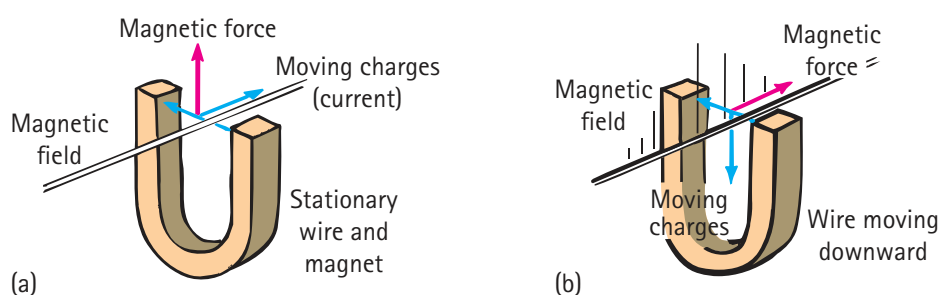 Magnetic force
Moving charges
(current)
Magnetic
field
Stationary
wire and
magnet
(a)
Magnetic
force
Magnetic
field
Moving
charges
Wire moving
downward
(b)